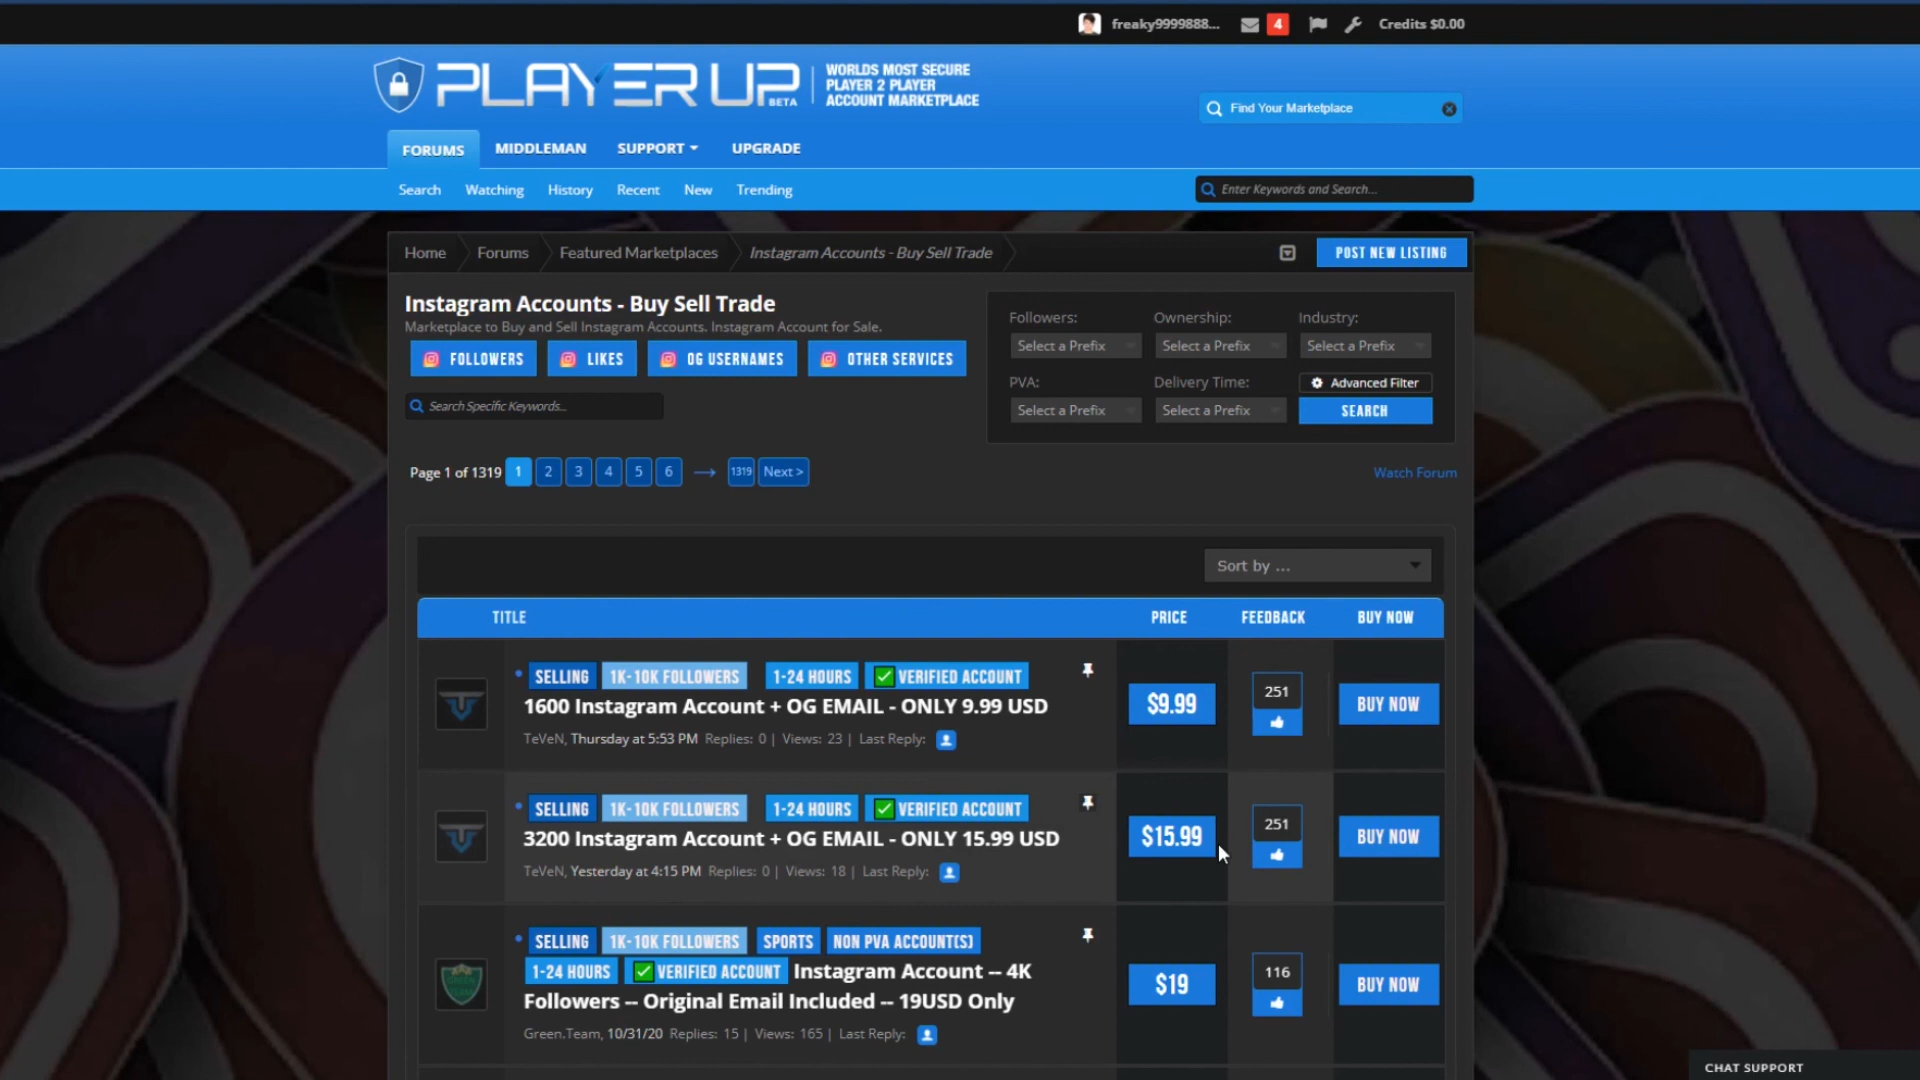 freaky9999888... 4 Credits $0.00
PLAYER UP BETA
WORLDS MOST SECURE
PLAYER 2 PLAYER
ACCOUNT MARKETPLACE
Find Your Marketplace
FORUMS MIDDLEMAN SUPPORT UPGRADE
Search Watching History Recent New Trending
Enter Keywords and Search...
Home Forums Featured Marketplaces Instagram Accounts - Buy Sell Trade POST NEW LISTING
Instagram Accounts - Buy Sell Trade
Marketplace to Buy and Sell Instagram Accounts. Instagram Account for Sale.
FOLLOWERS LIKES OG USERNAMES OTHER SERVICES
Search Specific Keywords...
Followers: Ownership: Industry:
Select a Prefix Select a Prefix Select a Prefix
PVA: Delivery Time: Advanced Filter
Select a Prefix Select a Prefix SEARCH
Page 1 of 1319 1 2 3 4 5 6 → 1319 Next > Watch Forum
Sort by ...
TITLE PRICE FEEDBACK BUY NOW
SELLING 1K-10K FOLLOWERS 1-24 HOURS VERIFIED ACCOUNT
1600 Instagram Account + OG EMAIL - ONLY 9.99 USD
TeVeN, Thursday at 5:53 PM Replies: 0 | Views: 23 | Last Reply:
$9.99 251 BUY NOW
SELLING 1K-10K FOLLOWERS 1-24 HOURS VERIFIED ACCOUNT
3200 Instagram Account + OG EMAIL - ONLY 15.99 USD
TeVeN, Yesterday at 4:15 PM Replies: 0 | Views: 18 | Last Reply:
$15.99 251 BUY NOW
SELLING 1K-10K FOLLOWERS SPORTS NON PVA ACCOUNT(S)
1-24 HOURS VERIFIED ACCOUNT Instagram Account -- 4K
Followers -- Original Email Included -- 19USD Only
Green.Team, 10/31/20 Replies: 15 | Views: 165 | Last Reply:
$19 116 BUY NOW
CHAT SUPPORT